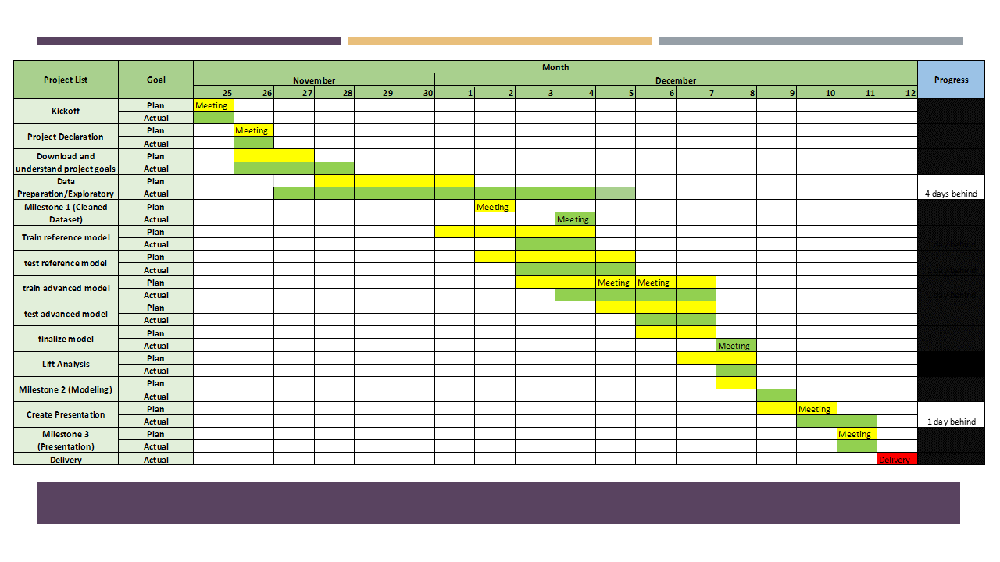 Project List Goal Month Progress
November December
25 26 27 28 29 30 1 2 3 4 5 6 7 8 9 10 11 12
Kickoff Plan Meeting
Actual
Project Declaration Plan Meeting
Actual
Download and Plan
understand project goals Actual
Data Plan
Preparation/Exploratory Actual 4 days behind
Milestone 1 (Cleaned Plan Meeting
Dataset) Actual Meeting
Train reference model Plan
Actual 1 day behind
test reference model Plan
Actual 1 day behind
train advanced model Plan Meeting Meeting
Actual 1 day behind
test advanced model Plan
Actual
finalize model Plan
Actual Meeting
Lift Analysis Plan
Actual
Milestone 2 (Modeling) Plan
Actual
Create Presentation Plan Meeting
Actual 1 day behind
Milestone 3 Plan Meeting
(Presentation) Actual
Delivery Actual Delivery